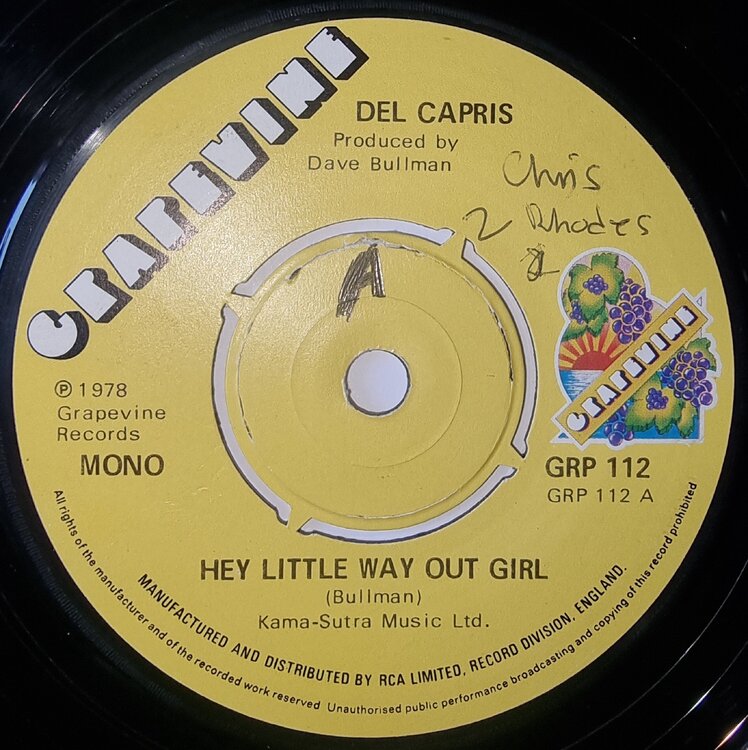 GRAPEVINE
DEL CAPRIS
Produced by
Dave Bullman
Chris
2 Rhodes
A
GRAPEVINE
℗ 1978
Grapevine
Records
MONO
GRP 112
GRP 112 A
HEY LITTLE WAY OUT GIRL
(Bullman)
Kama-Sutra Music Ltd.
MANUFACTURED AND DISTRIBUTED BY RCA LIMITED, RECORD DIVISION, ENGLAND.
All rights of the manufacturer and of the recorded work reserved Unauthorised public performance broadcasting and copying of this record prohibited